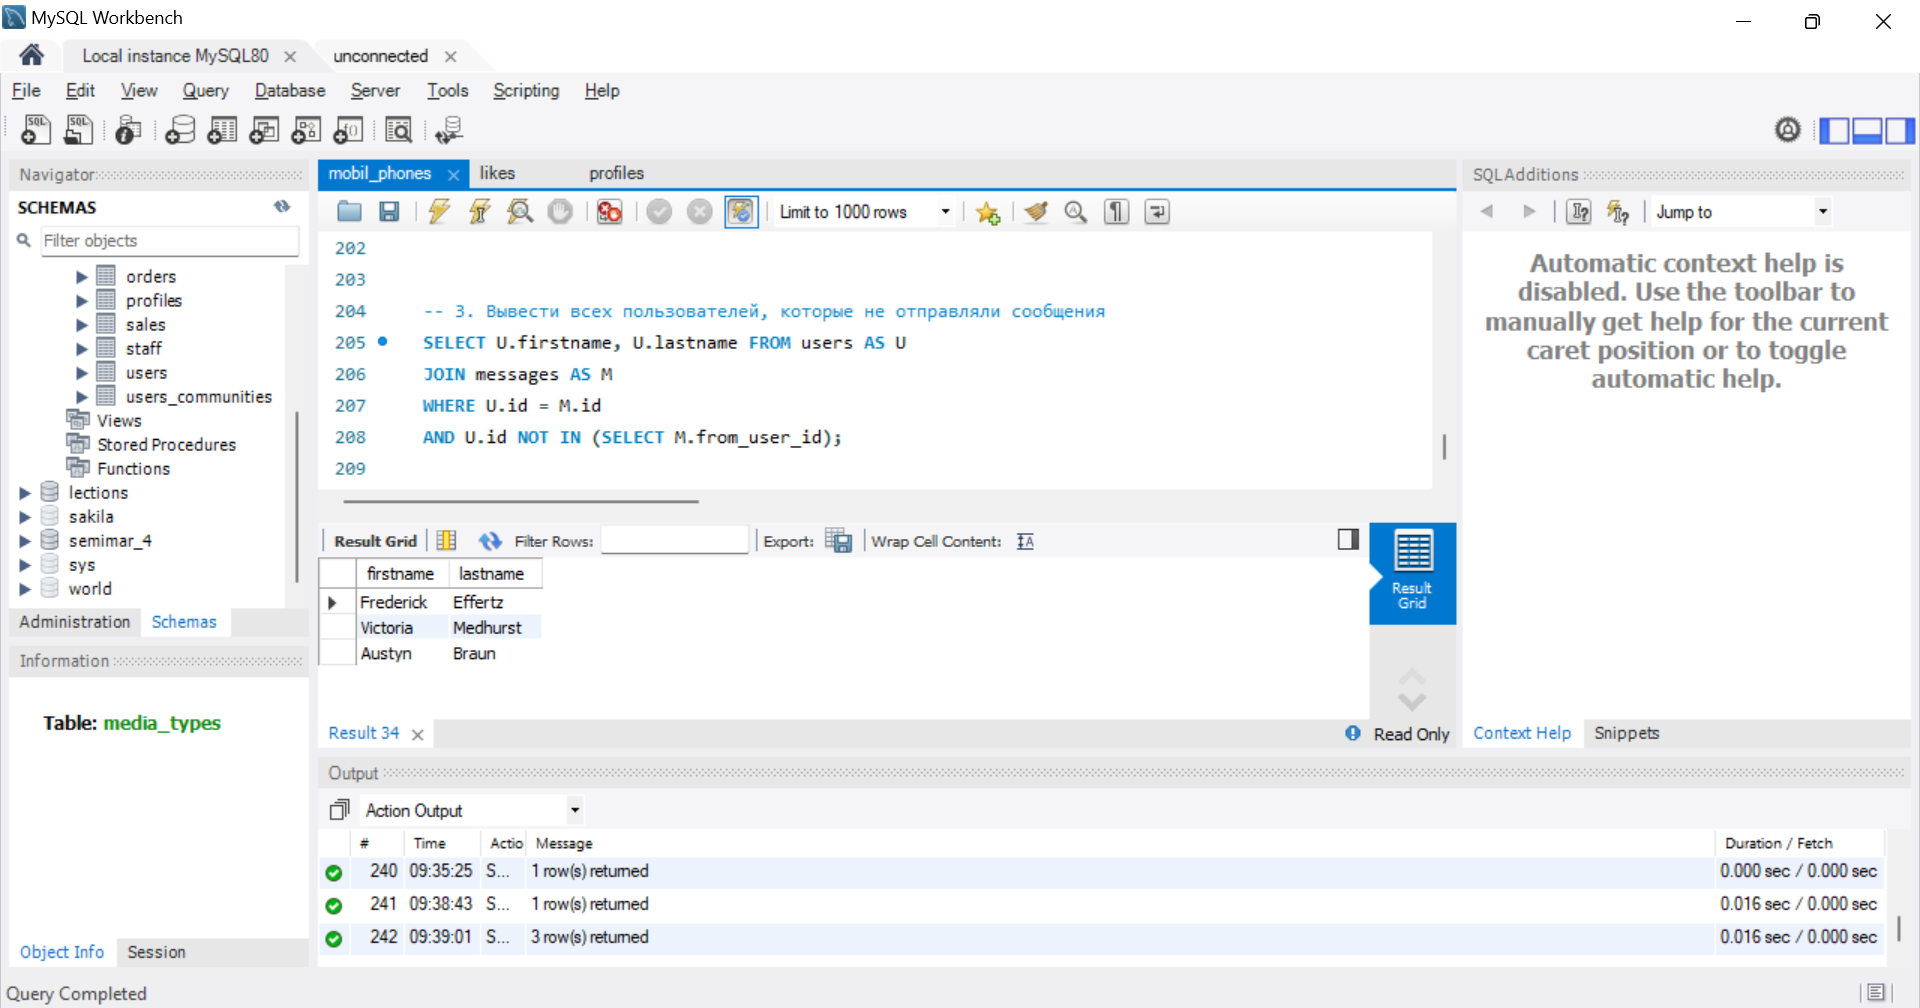 MySQL Workbench
Local instance MySQL80
unconnected
File Edit View Query Database Server Tools Scripting Help
Navigator
SCHEMAS
Filter objects
orders
profiles
sales
staff
users
users_communities
Views
Stored Procedures
Functions
lections
sakila
semimar_4
sys
world
Administration Schemas
Information
Table: media_types
Object Info Session
mobil_phones likes profiles
Limit to 1000 rows
202
203
204 -- 3. Вывести всех пользователей, которые не отправляли сообщения
205 SELECT U.firstname, U.lastname FROM users AS U
206 JOIN messages AS M
207 WHERE U.id = M.id
208 AND U.id NOT IN (SELECT M.from_user_id);
209
Result Grid Filter Rows: Export: Wrap Cell Content:
firstname lastname
Frederick Effertz
Victoria Medhurst
Austyn Braun
Result
Grid
Result 34
Read Only
SQLAdditions
Jump to
Automatic context help is
disabled. Use the toolbar to
manually get help for the current
caret position or to toggle
automatic help.
Context Help Snippets
Output
Action Output
# Time Actio Message Duration / Fetch
240 09:35:25 S... 1 row(s) returned 0.000 sec / 0.000 sec
241 09:38:43 S... 1 row(s) returned 0.016 sec / 0.000 sec
242 09:39:01 S... 3 row(s) returned 0.016 sec / 0.000 sec
Query Completed